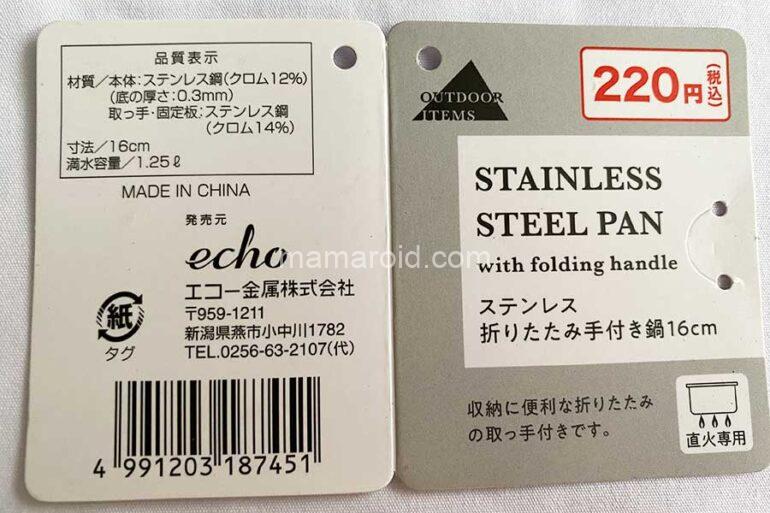 品質表示
材質/本体:ステンレス鋼(クロム12%)
(底の厚さ:0.3mm)
取っ手・固定板:ステンレス鋼
(クロム14%)
寸法/16cm
満水容量/1.25ℓ
MADE IN CHINA
発売元
echo
エコー金属株式会社
〒959-1211
新潟県燕市小中川1782
TEL.0256-63-2107(代)
紙
タグ
4 991203 187451
OUTDOOR
ITEMS
220円(税込)
STAINLESS
STEEL PAN
with folding handle
ステンレス
折りたたみ手付き鍋16cm
収納に便利な折りたたみ
の取っ手付きです。
直火専用
mamaroid.com